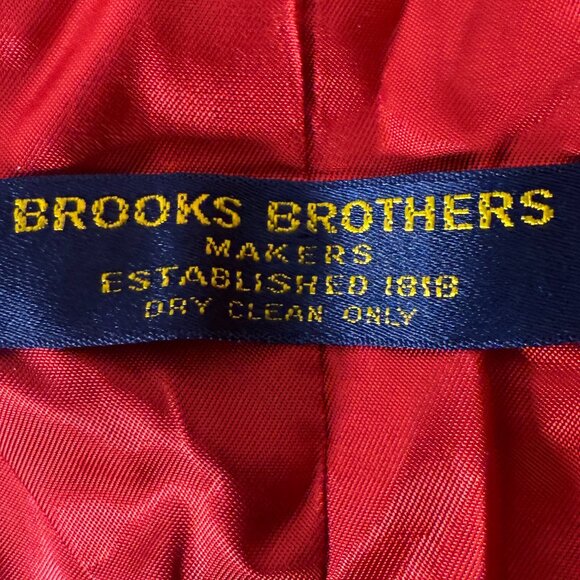 BROOKS BROTHERS
MAKERS
ESTABLISHED 1818
DRY CLEAN ONLY